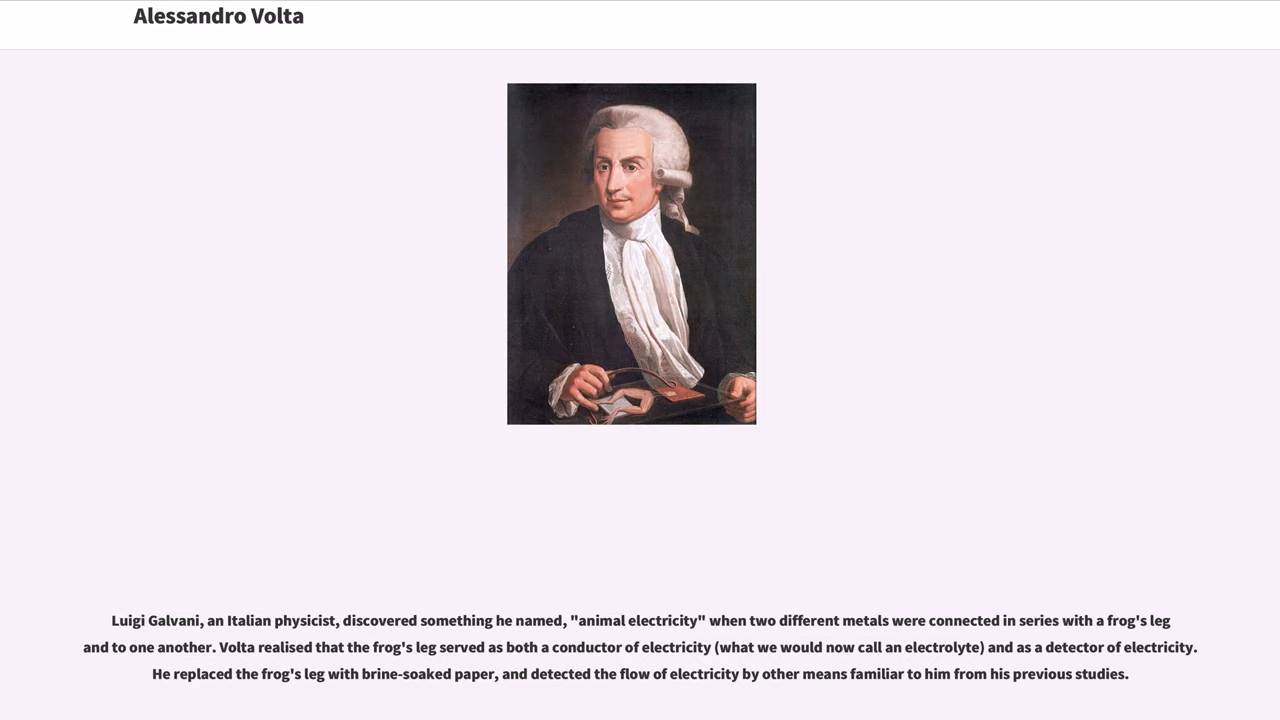 Alessandro Volta
Luigi Galvani, an Italian physicist, discovered something he named, "animal electricity" when two different metals were connected in series with a frog's leg
and to one another. Volta realised that the frog's leg served as both a conductor of electricity (what we would now call an electrolyte) and as a detector of electricity.
He replaced the frog's leg with brine-soaked paper, and detected the flow of electricity by other means familiar to him from his previous studies.